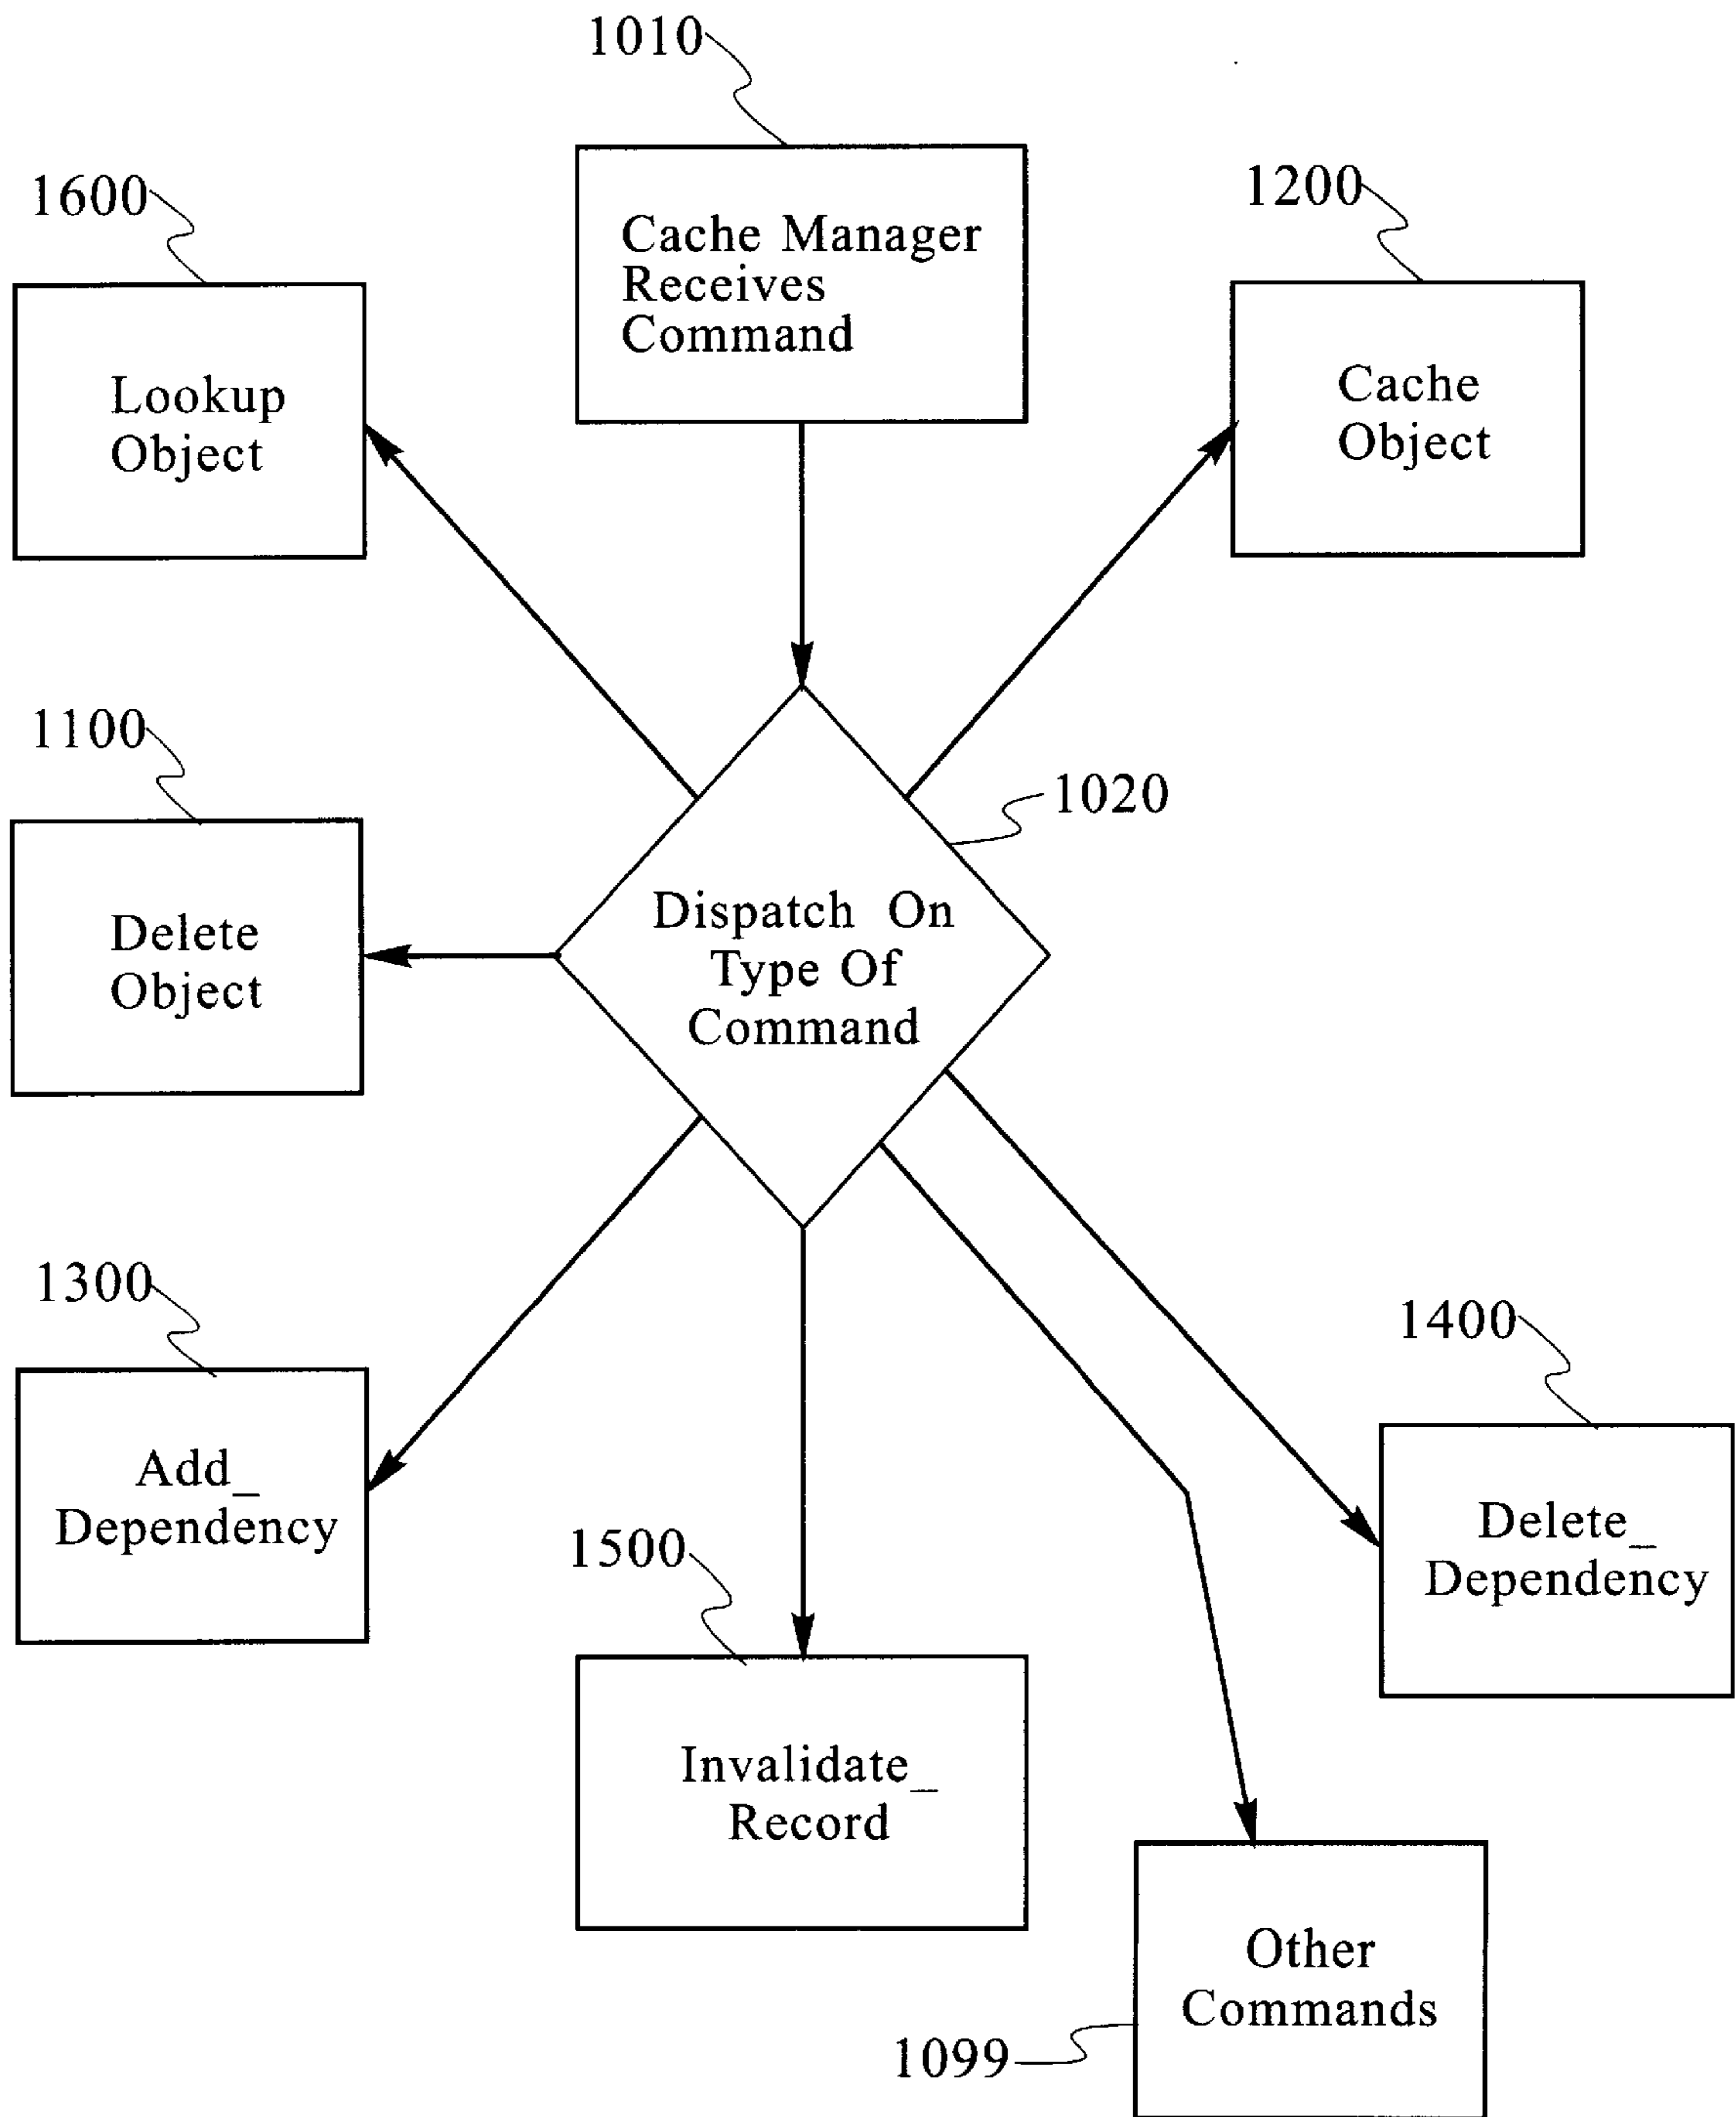 1010
1600
1200
Cache Manager
Receives
Command
Lookup
Object
Cache
Object
1100
1020
Delete
Object
Dispatch On
Type Of
Command
1300
1400
Add_
Dependency
1500
Delete_
Dependency
Invalidate_
Record
Other
Commands
1099